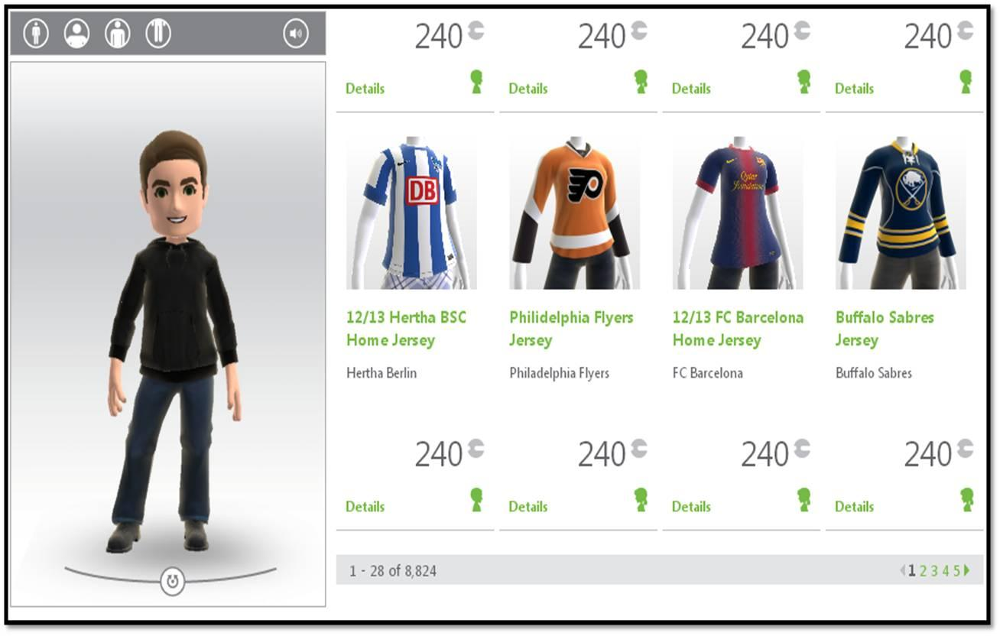 240 240 240 240
Details Details Details Details
DB
Qatar Foundation
12/13 Hertha BSC
Home Jersey
Hertha Berlin
Philidelphia Flyers
Jersey
Philadelphia Flyers
12/13 FC Barcelona
Home Jersey
FC Barcelona
Buffalo Sabres
Jersey
Buffalo Sabres
240 240 240 240
Details Details Details Details
1 - 28 of 8,824 1 2 3 4 5